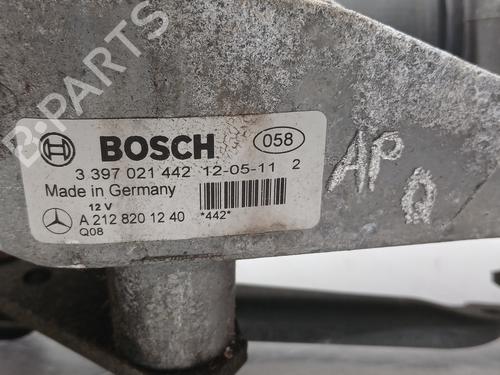 B-PARTS
BOSCH 058
3 397 021 442 12-05-11 2
Made in Germany
12 V
A 212 820 12 40 *442*
Q08
AP
Q